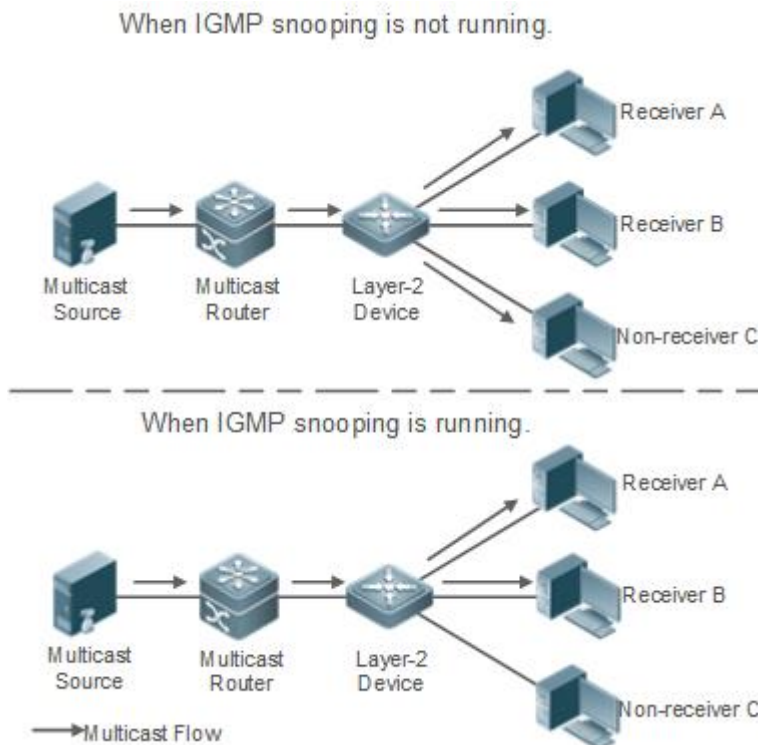 When IGMP snooping is not running.
Receiver A
Receiver B
Multicast
Source
Multicast
Router
Layer-2
Device
Non-receiver C
When IGMP snooping is running.
Receiver A
Receiver B
Multicast
Source
Multicast
Router
Layer-2
Device
Non-receiver C
Multicast Flow